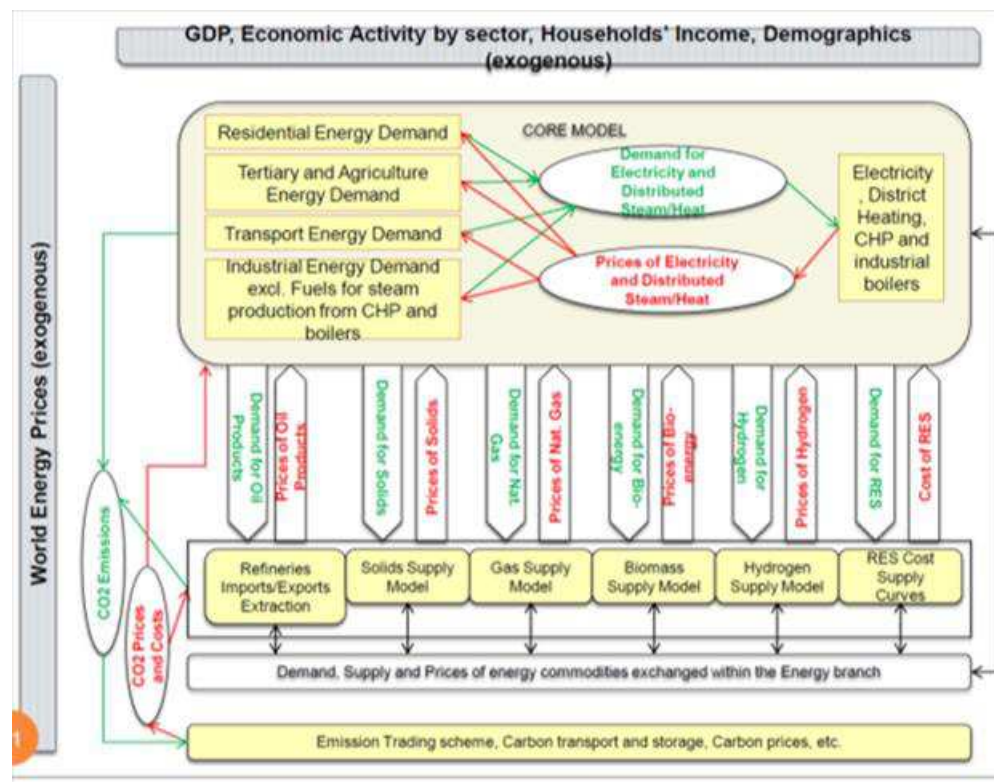 GDP, Economic Activity by sector, Households' Income, Demographics
(exogenous)
World Energy Prices (exogenous)
CORE MODEL
Residential Energy Demand
Tertiary and Agriculture
Energy Demand
Transport Energy Demand
Industrial Energy Demand
excl. Fuels for steam
production from CHP and
boilers
Demand for
Electricity and
Distributed
Steam/Heat
Prices of Electricity
and Distributed
Steam/Heat
Electricity
, District
Heating,
CHP and
industrial
boilers
Demand for Oil
Products
Prices of Oil
Products
Demand for Solids
Prices of Solids
Demand for Nat.
Gas
Prices of Nat. Gas
Demand for Bio-
energy
Prices of Bio-
energy
Demand for
Hydrogen
Prices of Hydrogen
Demand for RES
Cost of RES
CO2 Emissions
CO2 Prices
and Costs
Refineries
Imports/Exports
Extraction
Solids Supply
Model
Gas Supply
Model
Biomass
Supply Model
Hydrogen
Supply Model
RES Cost
Supply
Curves
Demand, Supply and Prices of energy commodities exchanged within the Energy branch
Emission Trading scheme, Carbon transport and storage, Carbon prices, etc.
1